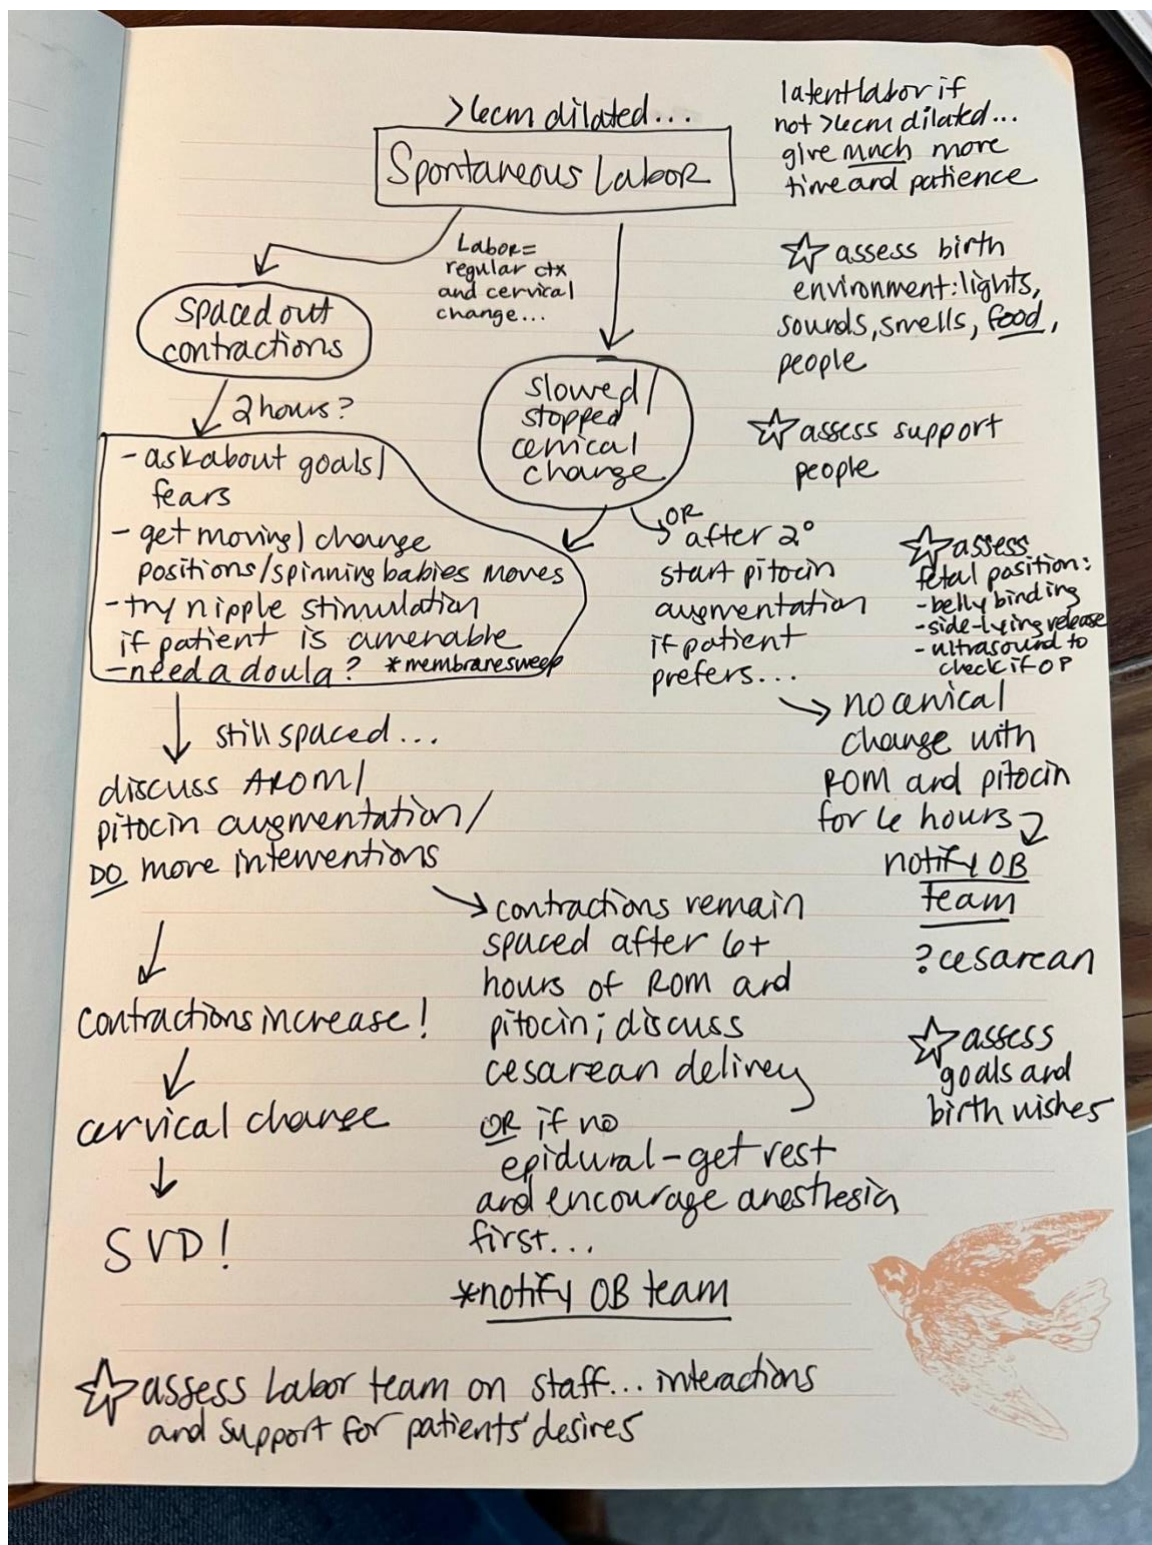 >6cm dilated...
Spontaneous Labor
latent labor if
not >6cm dilated...
give much more
time and patience
Labor=
regular ctx
and cervical
change...
☆ assess birth
environment: lights,
sounds, smells, food,
people
spaced out
contractions
2 hours?
slowed/
stopped
cervical
change
☆ assess support
people
- ask about goals/
fears
- get moving/change
positions/spinning babies moves
- try nipple stimulation
if patient is amenable
- need a doula? *membrane sweep
OR
after 2°
start pitocin
augmentation
if patient
prefers...
☆ assess
fetal position:
- belly binding
- side-lying release
- ultrasound to
check if OP
no cervical
change with
ROM and pitocin
for 6 hours
notify OB
team
? cesarean
still spaced...
discuss AROM/
pitocin augmentation/
DO more interventions
contractions remain
spaced after 6+
hours of ROM and
pitocin; discuss
cesarean delivery
OR if no
epidural - get rest
and encourage anesthesia
first...
*notify OB team
contractions increase!
cervical change
SVD!
☆ assess
goals and
birth wishes
☆ assess Labor team on staff... interactions
and support for patients' desires